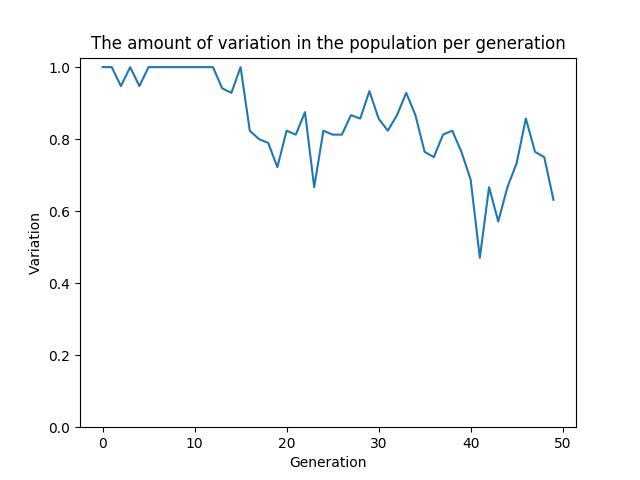 The amount of variation in the population per generation
1.0
0.8
0.6
0.4
0.2
0.0
Variation
0 10 20 30 40 50
Generation